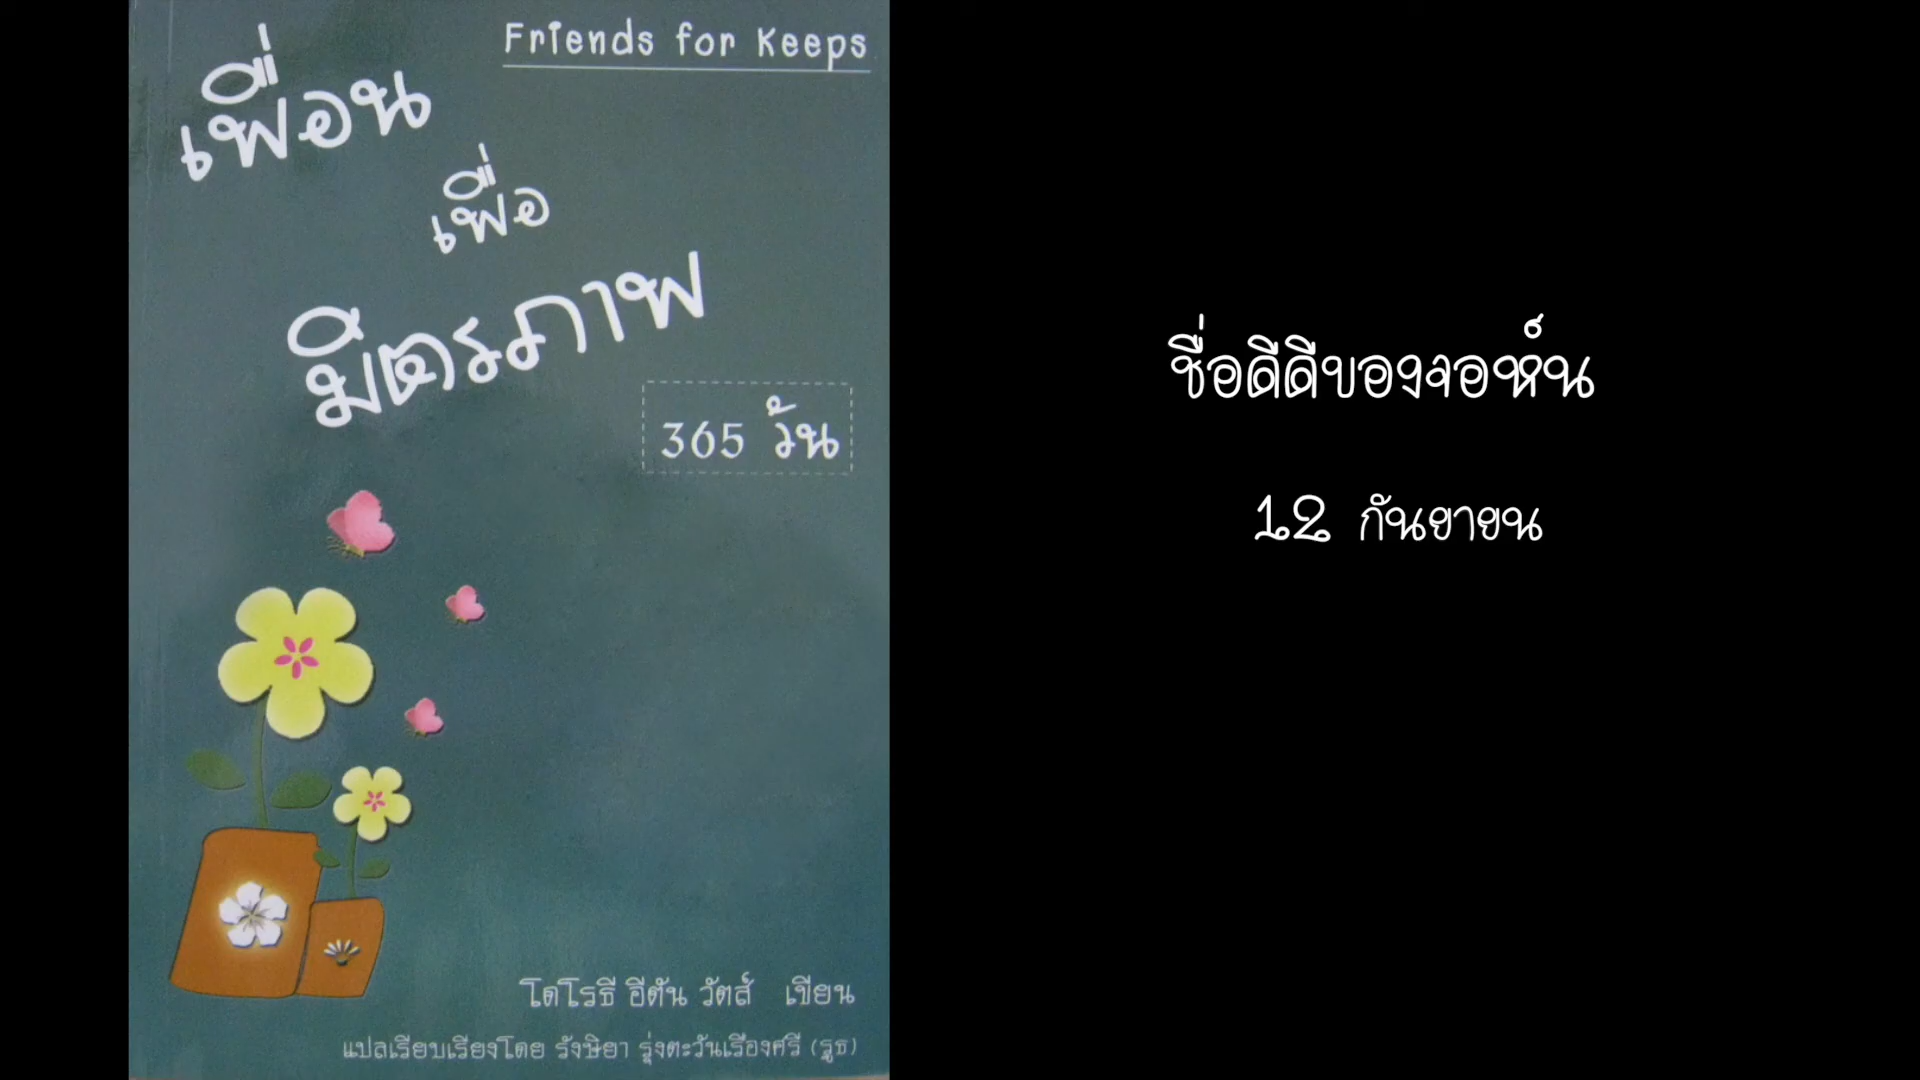 Friends for Keeps
เพื่อน
เพื่อ
มิตรภาพ
365 วัน
โดโรธี อีตัน วัตส์ เขียน
แปลเรียบเรียงโดย รังษิยา รุ่งตะวันเรืองศรี (รูธ)
ชื่อดีดีของจอห์น
12 กันยายน